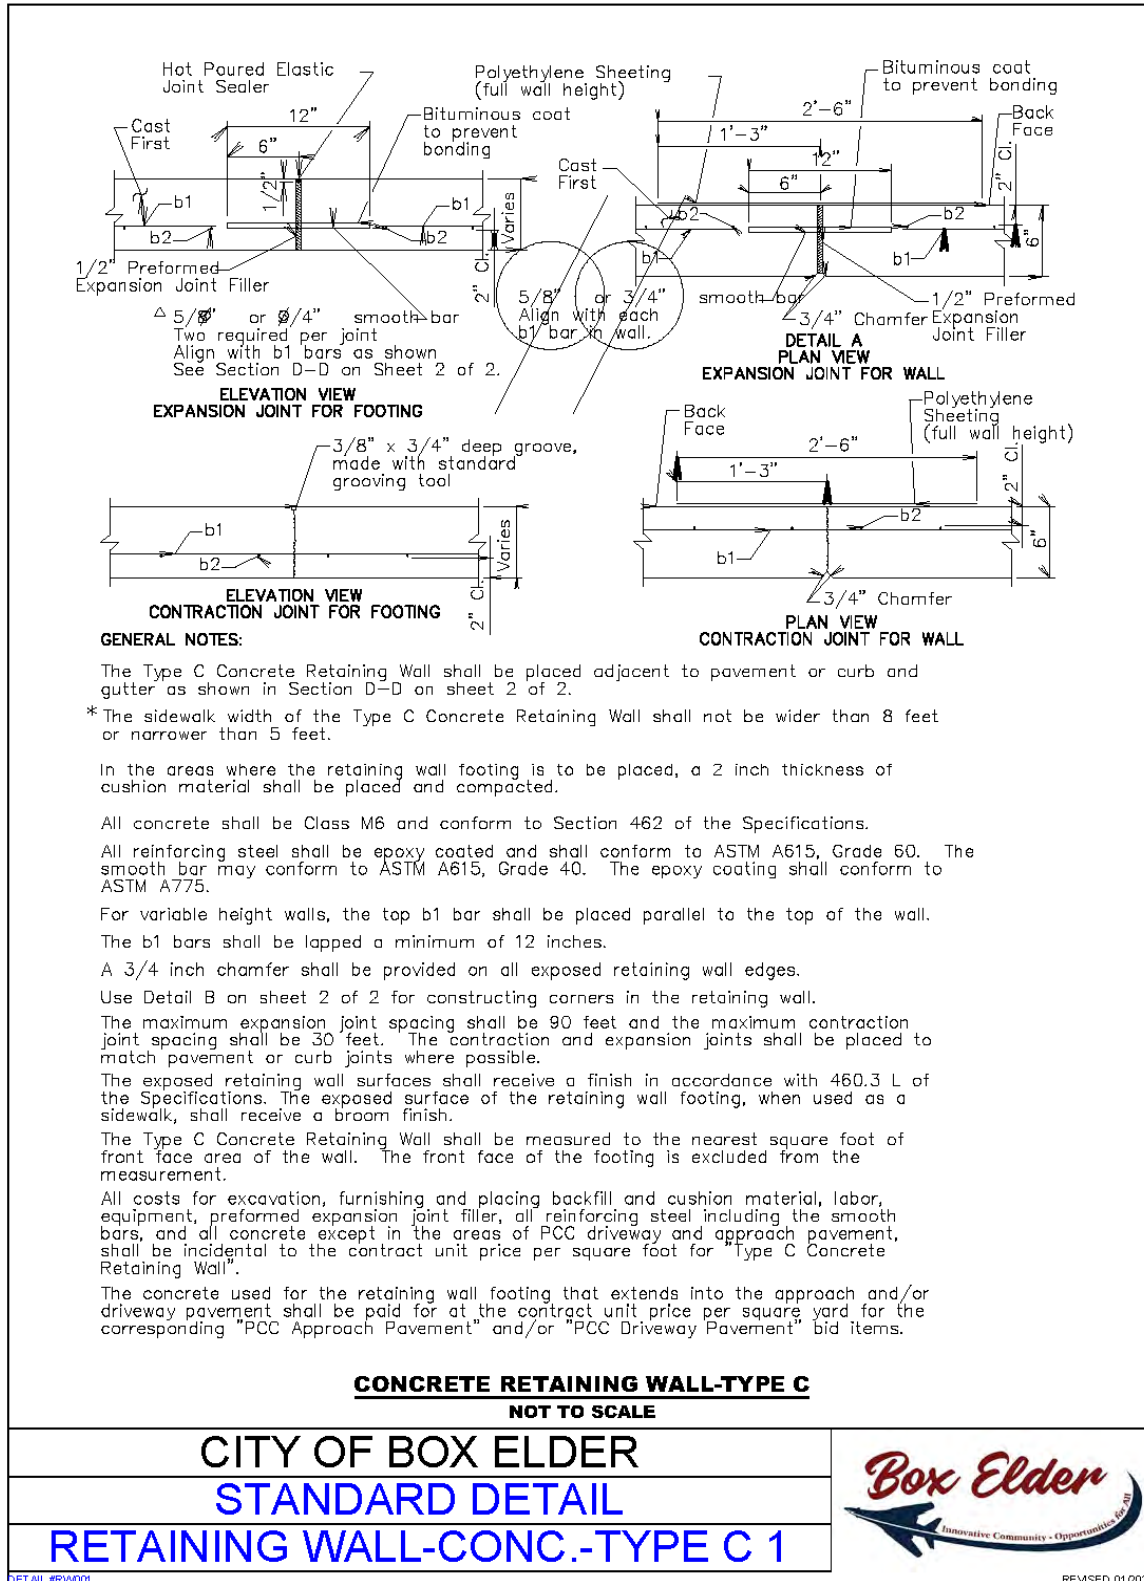 Hot Poured Elastic
Joint Sealer
12"
6"
Cast
First
Bituminous coat
to prevent
bonding
1/2"
b1
b1
b2
b2
Varies
2" Cl.
1/2" Preformed
Expansion Joint Filler
smooth bar
Two required per joint
Align with b1 bars as shown
See Section D-D on Sheet 2 of 2.
ELEVATION VIEW
EXPANSION JOINT FOR FOOTING
Polyethylene Sheeting
(full wall height)
Bituminous coat
to prevent bonding
2'-6"
Back
Face
1'-3"
12"
6"
2" Cl.
Cast
First
b2
b2
b1
b1
6"
5/8" or 3/4"
Align with each
b1 bar in wall.
smooth bar
3/4" Chamfer
1/2" Preformed
Expansion
Joint Filler
DETAIL A
PLAN VIEW
EXPANSION JOINT FOR WALL
3/8" x 3/4" deep groove,
made with standard
grooving tool
b1
b2
Varies
2" Cl.
ELEVATION VIEW
CONTRACTION JOINT FOR FOOTING
Back
Face
Polyethylene
Sheeting
(full wall height)
2'-6"
1'-3"
2" Cl.
b2
b1
6"
3/4" Chamfer
PLAN VIEW
CONTRACTION JOINT FOR WALL
GENERAL NOTES:
The Type C Concrete Retaining Wall shall be placed adjacent to pavement or curb and
gutter as shown in Section D-D on sheet 2 of 2.
* The sidewalk width of the Type C Concrete Retaining Wall shall not be wider than 8 feet
or narrower than 5 feet.
In the areas where the retaining wall footing is to be placed, a 2 inch thickness of
cushion material shall be placed and compacted.
All concrete shall be Class M6 and conform to Section 462 of the Specifications.
All reinforcing steel shall be epoxy coated and shall conform to ASTM A615, Grade 60. The
smooth bar may conform to ASTM A615, Grade 40. The epoxy coating shall conform to
ASTM A775.
For variable height walls, the top b1 bar shall be placed parallel to the top of the wall.
The b1 bars shall be lapped a minimum of 12 inches.
A 3/4 inch chamfer shall be provided on all exposed retaining wall edges.
Use Detail B on sheet 2 of 2 for constructing corners in the retaining wall.
The maximum expansion joint spacing shall be 90 feet and the maximum contraction
joint spacing shall be 30 feet. The contraction and expansion joints shall be placed to
match pavement or curb joints where possible.
The exposed retaining wall surfaces shall receive a finish in accordance with 460.3 L of
the Specifications. The exposed surface of the retaining wall footing, when used as a
sidewalk, shall receive a broom finish.
The Type C Concrete Retaining Wall shall be measured to the nearest square foot of
front face area of the wall. The front face of the footing is excluded from the
measurement.
All costs for excavation, furnishing and placing backfill and cushion material, labor,
equipment, preformed expansion joint filler, all reinforcing steel including the smooth
bars, and all concrete except in the areas of PCC driveway and approach pavement,
shall be incidental to the contract unit price per square foot for "Type C Concrete
Retaining Wall".
The concrete used for the retaining wall footing that extends into the approach and/or
driveway pavement shall be paid for at the contract unit price per square yard for the
corresponding "PCC Approach Pavement" and/or "PCC Driveway Pavement" bid items.
CONCRETE RETAINING WALL-TYPE C
NOT TO SCALE
CITY OF BOX ELDER
STANDARD DETAIL
RETAINING WALL-CONC.-TYPE C 1
Box Elder
Innovative Community - Opportunities for All
DETAIL #RW001
REVISED